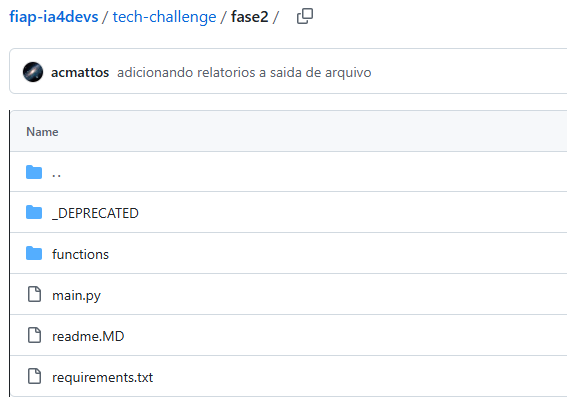 fiap-ia4devs / tech-challenge / fase2 /
acmattos adicionando relatorios a saida de arquivo
Name
..
_DEPRECATED
functions
main.py
readme.MD
requirements.txt